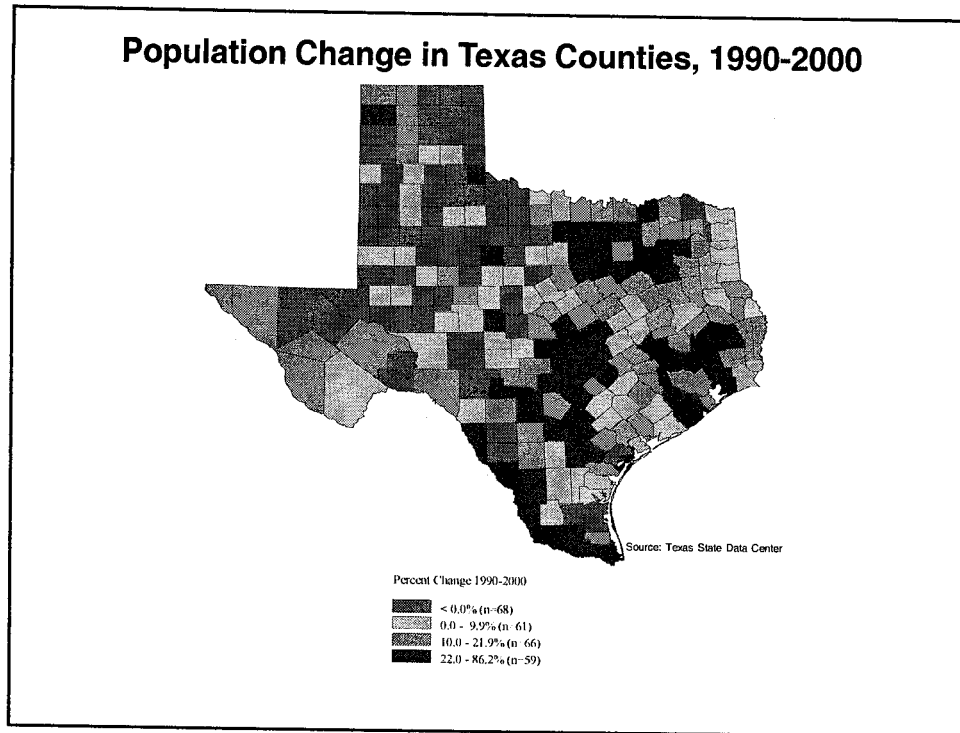 Population Change in Texas Counties, 1990-2000
Source: Texas State Data Center
Percent Change 1990-2000
< 0.0% (n=68)
0.0 - 9.9% (n=61)
10.0 - 21.9% (n=66)
22.0 - 86.2% (n=59)